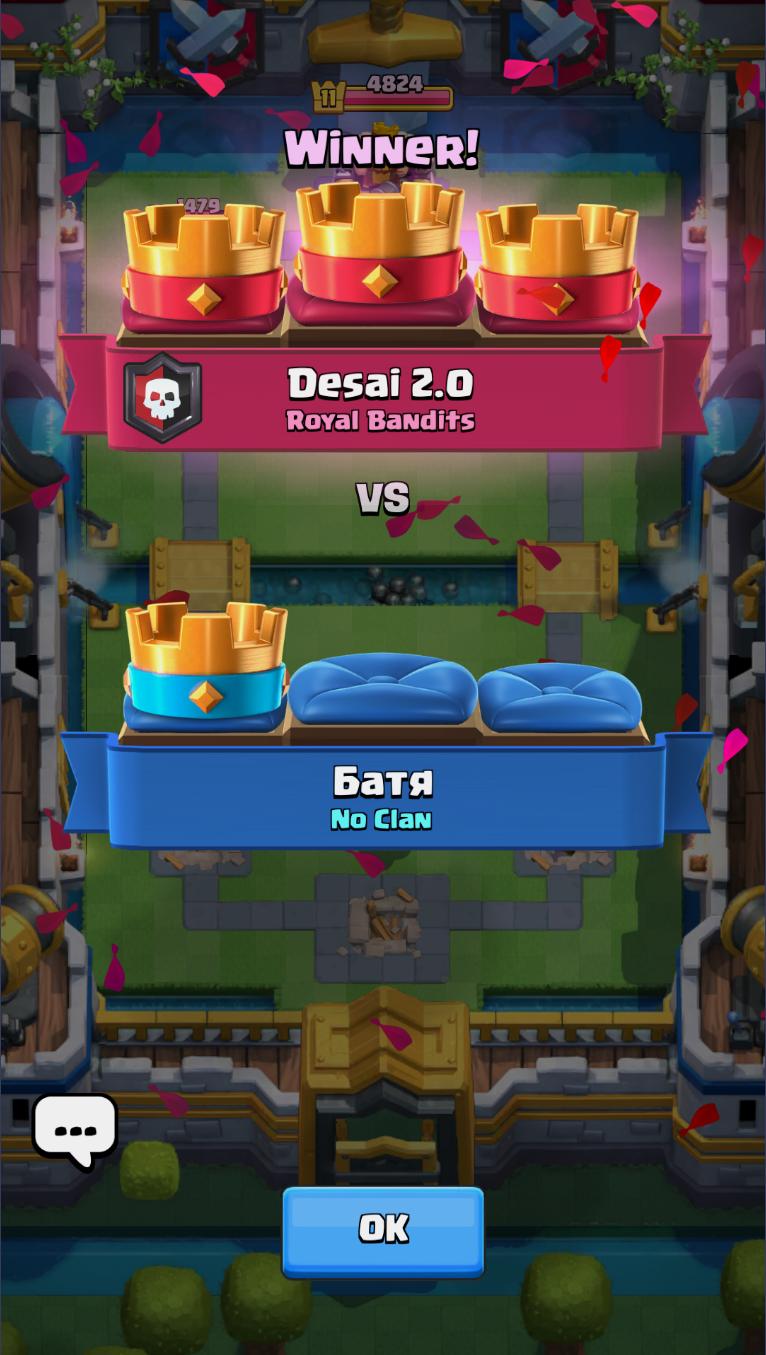 4824
11
Winner!
1479
Desai 2.0
Royal Bandits
VS
Батя
No Clan
...
OK